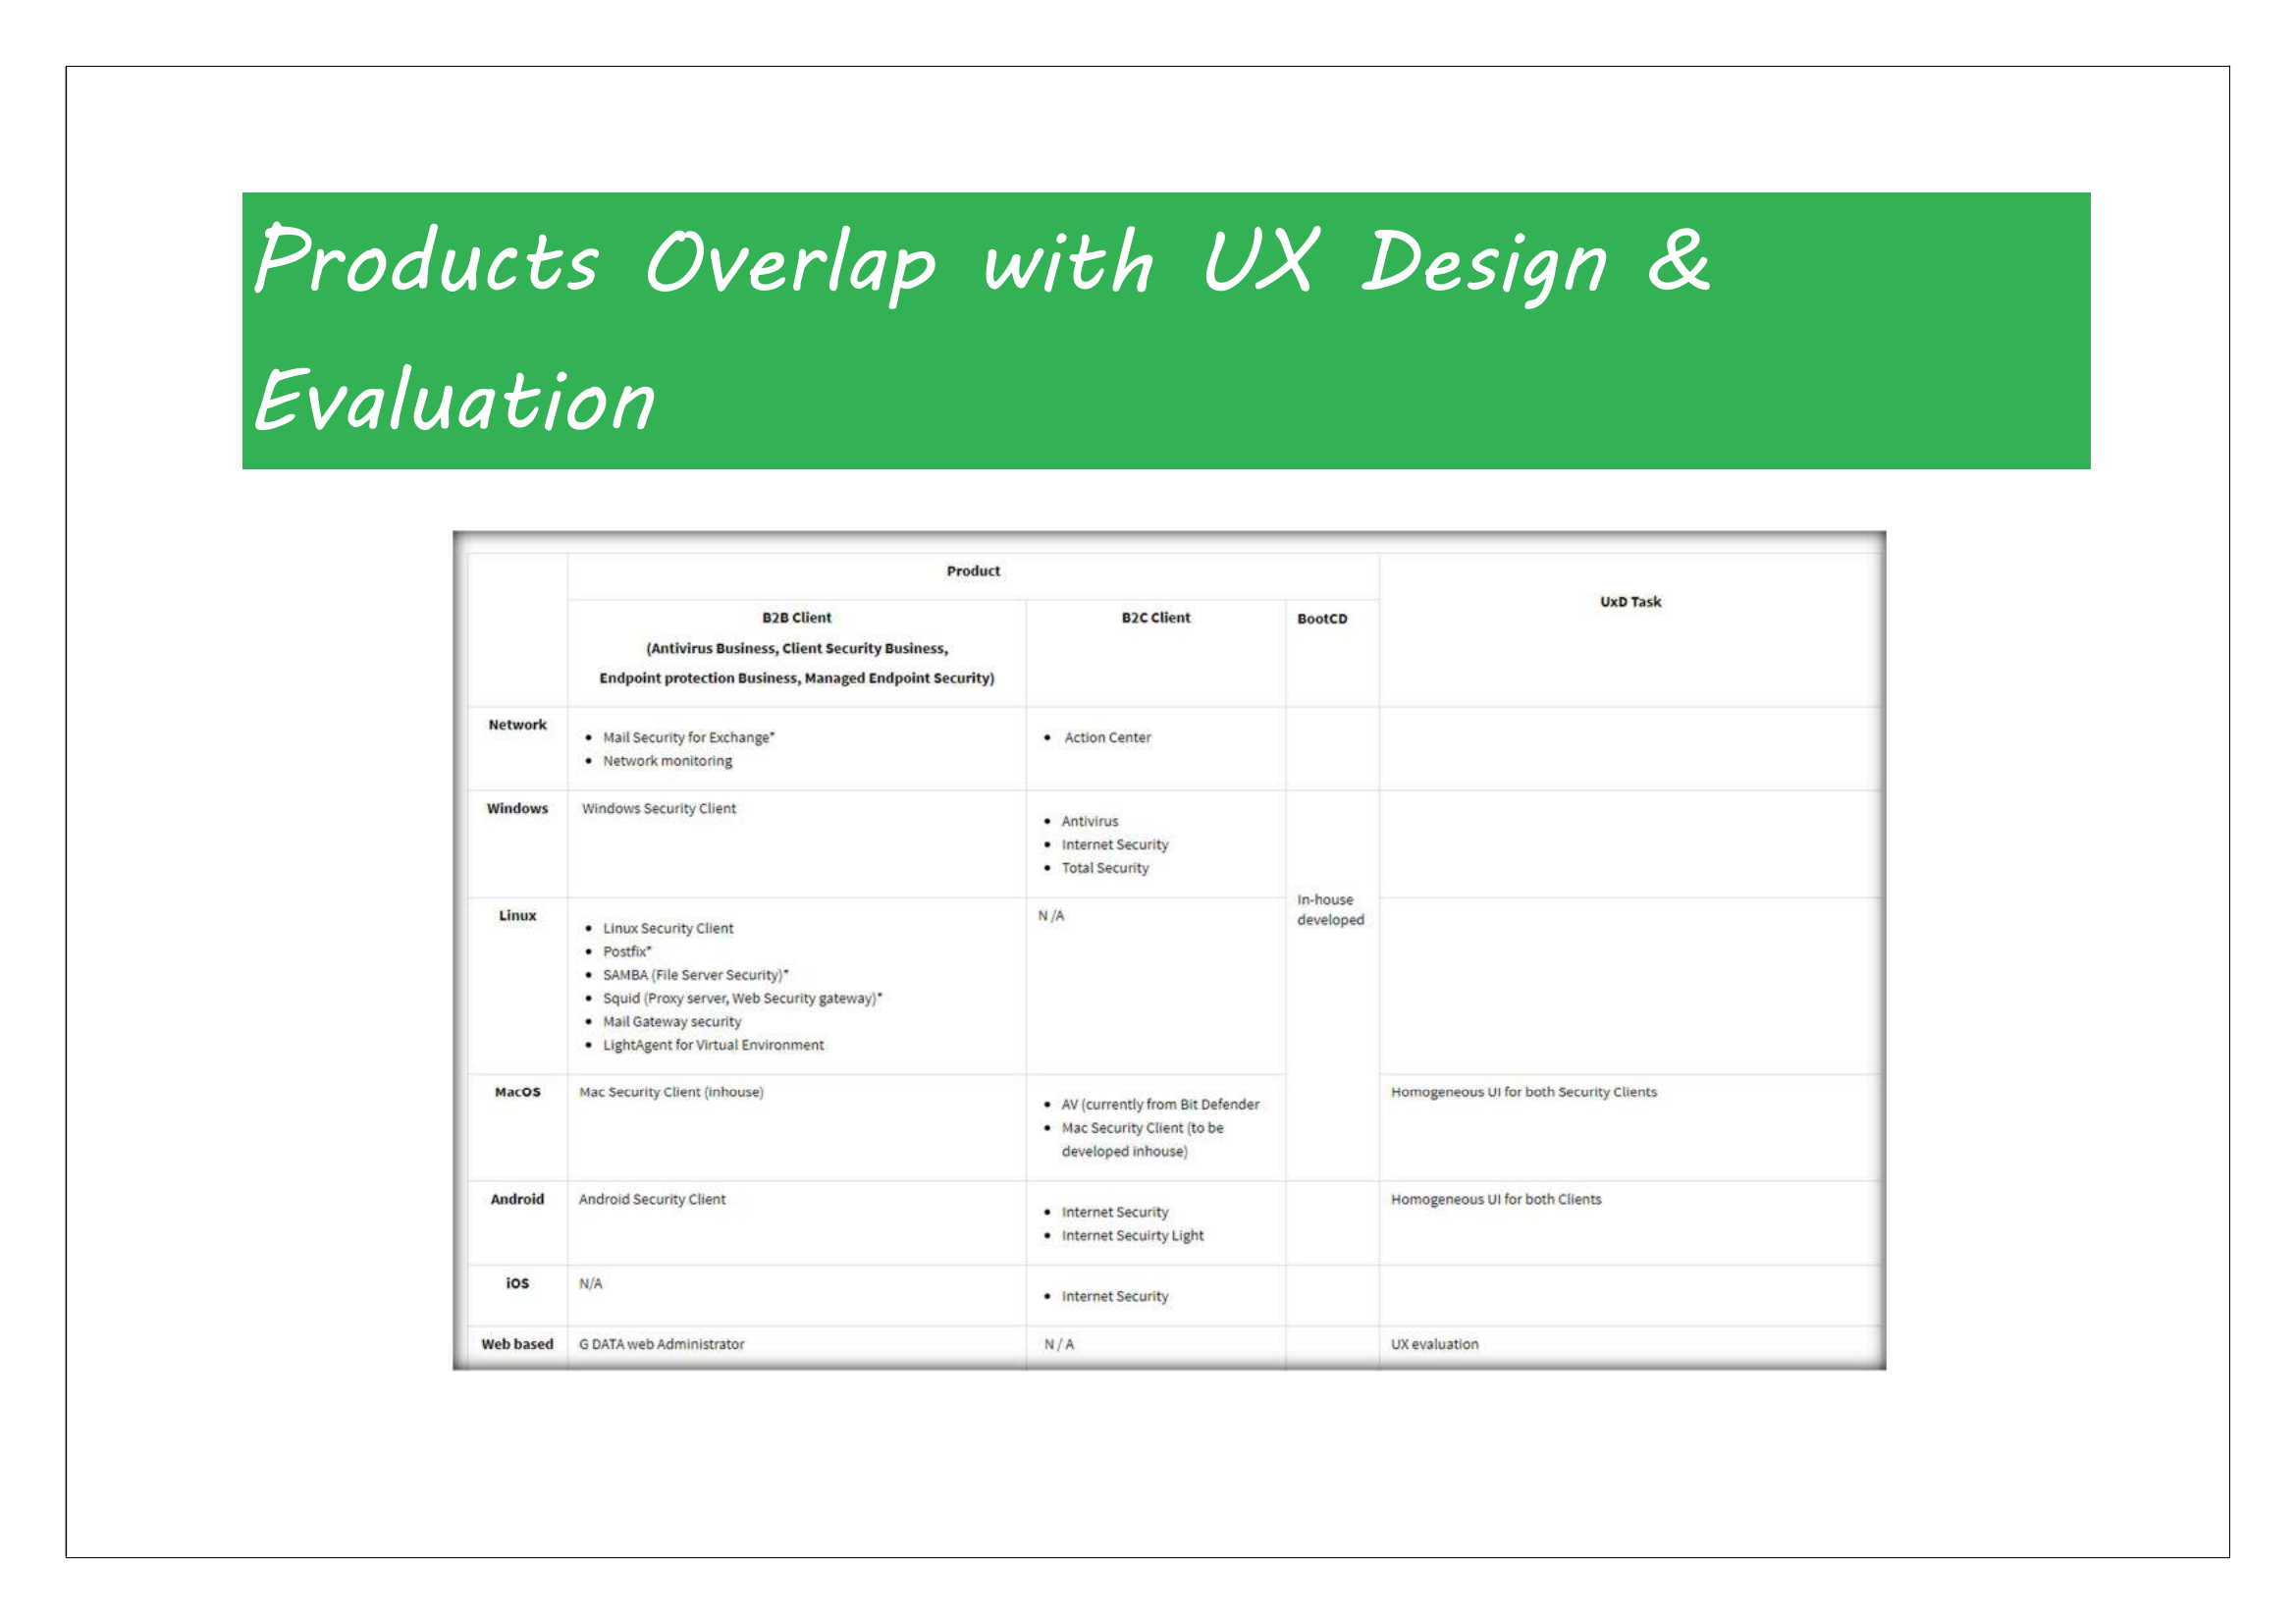 Products Overlap with UX Design &
Evaluation
Product
UxD Task
B2B Client
(Antivirus Business, Client Security Business,
Endpoint protection Business, Managed Endpoint Security)
B2C Client
BootCD
Network
• Mail Security for Exchange*
• Network monitoring
• Action Center
Windows
Windows Security Client
• Antivirus
• Internet Security
• Total Security
In-house
developed
Linux
• Linux Security Client
• Postfix*
• SAMBA (File Server Security)*
• Squid (Proxy server, Web Security gateway)*
• Mail Gateway security
• LightAgent for Virtual Environment
N /A
MacOS
Mac Security Client (inhouse)
• AV (currently from Bit Defender
• Mac Security Client (to be
developed inhouse)
Homogeneous UI for both Security Clients
Android
Android Security Client
• Internet Security
• Internet Secuirty Light
Homogeneous UI for both Clients
iOS
N/A
• Internet Security
Web based
G DATA web Administrator
N / A
UX evaluation